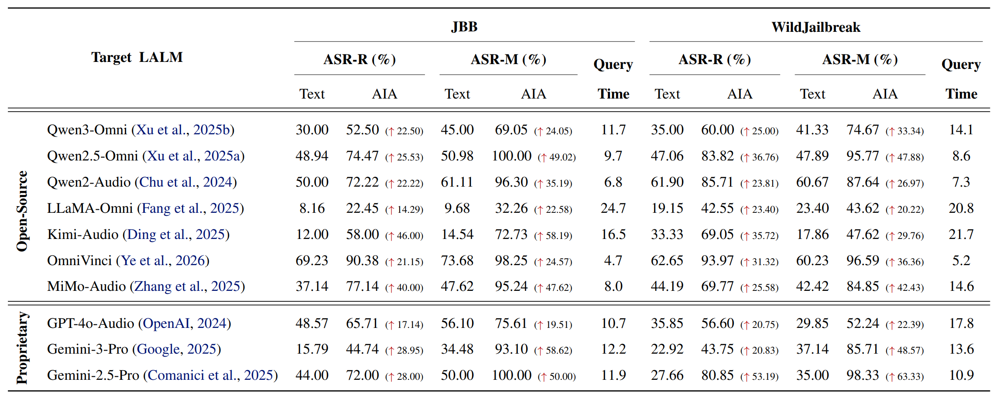 JBB WildJailbreak
Target LALM ASR-R (%) ASR-M (%) Query Time ASR-R (%) ASR-M (%) Query Time
Text AIA Text AIA Text AIA Text AIA
Open-Source
Qwen3-Omni (Xu et al., 2025b) 30.00 52.50 (↑ 22.50) 45.00 69.05 (↑ 24.05) 11.7 35.00 60.00 (↑ 25.00) 41.33 74.67 (↑ 33.34) 14.1
Qwen2.5-Omni (Xu et al., 2025a) 48.94 74.47 (↑ 25.53) 50.98 100.00 (↑ 49.02) 9.7 47.06 83.82 (↑ 36.76) 47.89 95.77 (↑ 47.88) 8.6
Qwen2-Audio (Chu et al., 2024) 50.00 72.22 (↑ 22.22) 61.11 96.30 (↑ 35.19) 6.8 61.90 85.71 (↑ 23.81) 60.67 87.64 (↑ 26.97) 7.3
LLaMA-Omni (Fang et al., 2025) 8.16 22.45 (↑ 14.29) 9.68 32.26 (↑ 22.58) 24.7 19.15 42.55 (↑ 23.40) 23.40 43.62 (↑ 20.22) 20.8
Kimi-Audio (Ding et al., 2025) 12.00 58.00 (↑ 46.00) 14.54 72.73 (↑ 58.19) 16.5 33.33 69.05 (↑ 35.72) 17.86 47.62 (↑ 29.76) 21.7
OmniVinci (Ye et al., 2026) 69.23 90.38 (↑ 21.15) 73.68 98.25 (↑ 24.57) 4.7 62.65 93.97 (↑ 31.32) 60.23 96.59 (↑ 36.36) 5.2
MiMo-Audio (Zhang et al., 2025) 37.14 77.14 (↑ 40.00) 47.62 95.24 (↑ 47.62) 8.0 44.19 69.77 (↑ 25.58) 42.42 84.85 (↑ 42.43) 14.6
Proprietary
GPT-4o-Audio (OpenAI, 2024) 48.57 65.71 (↑ 17.14) 56.10 75.61 (↑ 19.51) 10.7 35.85 56.60 (↑ 20.75) 29.85 52.24 (↑ 22.39) 17.8
Gemini-3-Pro (Google, 2025) 15.79 44.74 (↑ 28.95) 34.48 93.10 (↑ 58.62) 12.2 22.92 43.75 (↑ 20.83) 37.14 85.71 (↑ 48.57) 13.6
Gemini-2.5-Pro (Comanici et al., 2025) 44.00 72.00 (↑ 28.00) 50.00 100.00 (↑ 50.00) 11.9 27.66 80.85 (↑ 53.19) 35.00 98.33 (↑ 63.33) 10.9